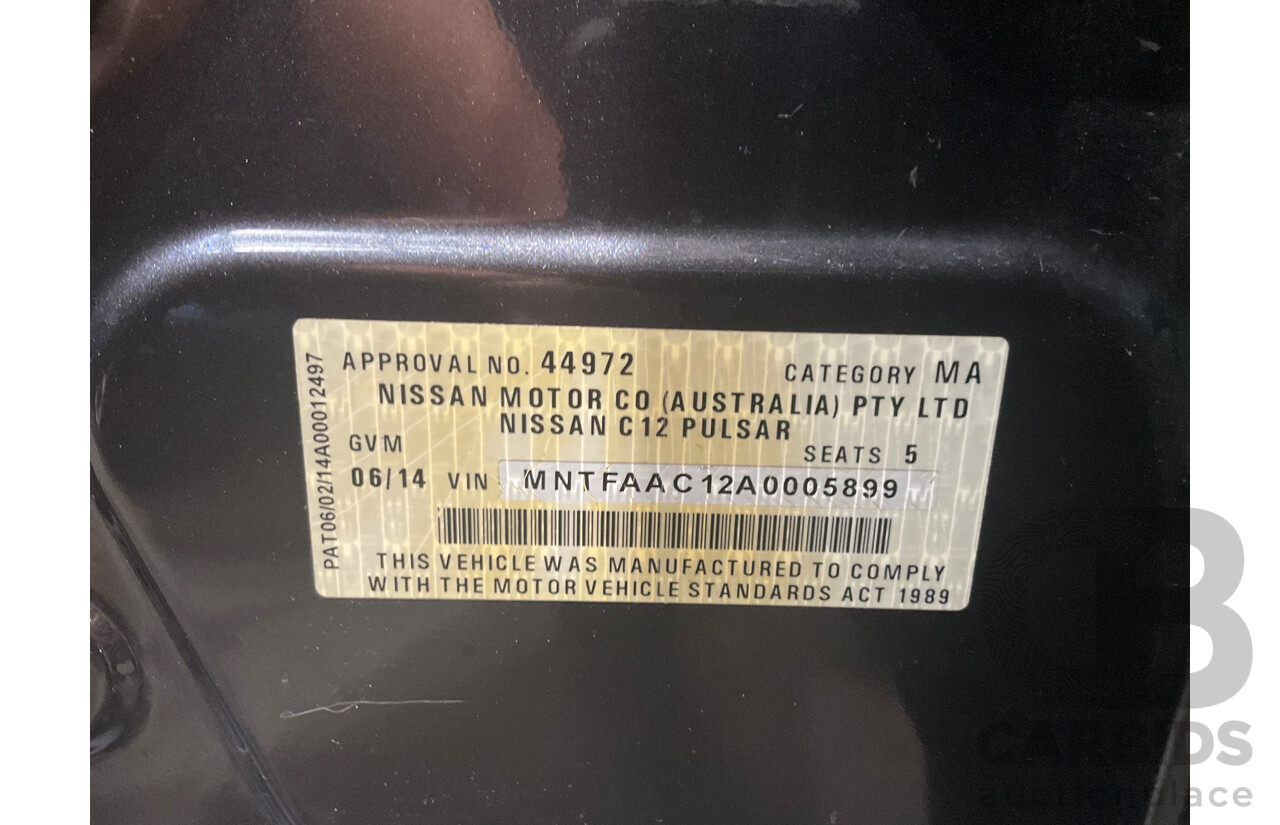 APPROVAL NO. 44972 CATEGORY MA
NISSAN MOTOR CO (AUSTRALIA) PTY LTD
NISSAN C12 PULSAR
GVM SEATS 5
06/14 VIN MNTFAAC12A0005899
THIS VEHICLE WAS MANUFACTURED TO COMPLY
WITH THE MOTOR VEHICLE STANDARDS ACT 1989
PAT06/02/14A00012497